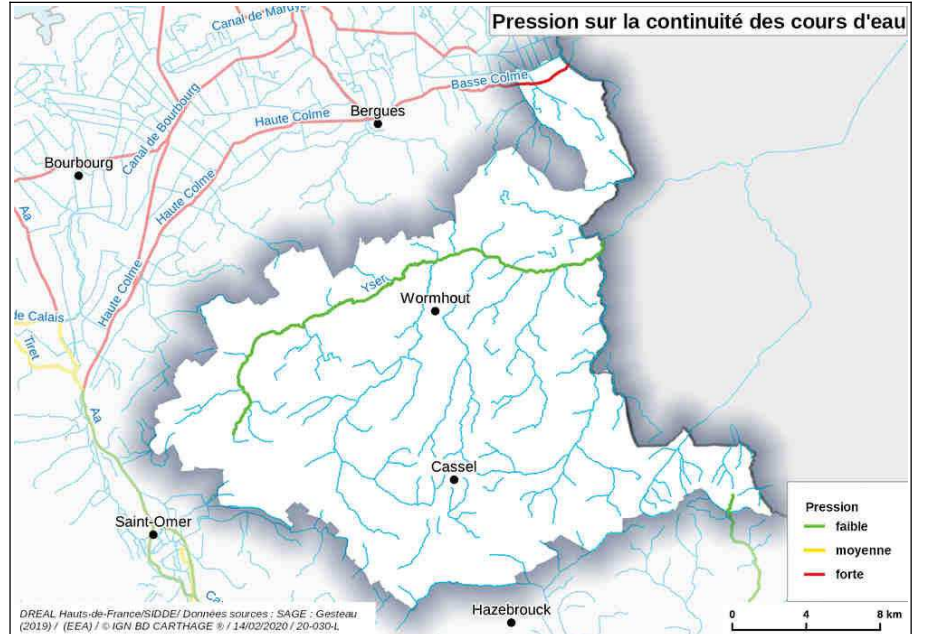 Pression sur la continuité des cours d'eau
Canal de Mardyck
Basse Colme
Canal de Bourbourg
Haute Colme
Bergues
Bourbourg
Haute Colme
Aa
Haute Colme
Yser
Wormhout
de Calais
Tiret
Aa
Cassel
Saint-Omer
Hazebrouck
Pression
faible
moyenne
forte
0 4 8 km
DREAL Hauts-de-France/SIDDE/ Données sources : SAGE : Gesteau
(2019) / (EEA) / © IGN BD CARTHAGE ® / 14/02/2020 / 20-030-L